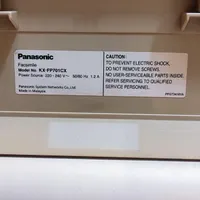 Panasonic
Facsimile
Model No. KX-FP701CX
Power Source 220 - 240 V~ 50/60 Hz 1.2 A
Panasonic System Networks Co., Ltd.
Made in Malaysia
CAUTION:
TO PREVENT ELECTRIC SHOCK,
DO NOT REMOVE SCREWS.
NO USER-SERVICEABLE PARTS
INSIDE. REFER TO QUALIFIED
SERVICE PERSONNEL.